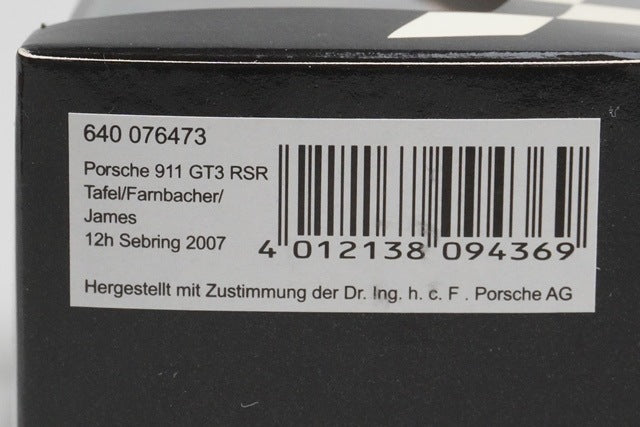 640 076473
Porsche 911 GT3 RSR
Tafel/Farnbacher/
James
12h Sebring 2007
4 012138 094369
Hergestellt mit Zustimmung der Dr. Ing. h. c. F . Porsche AG